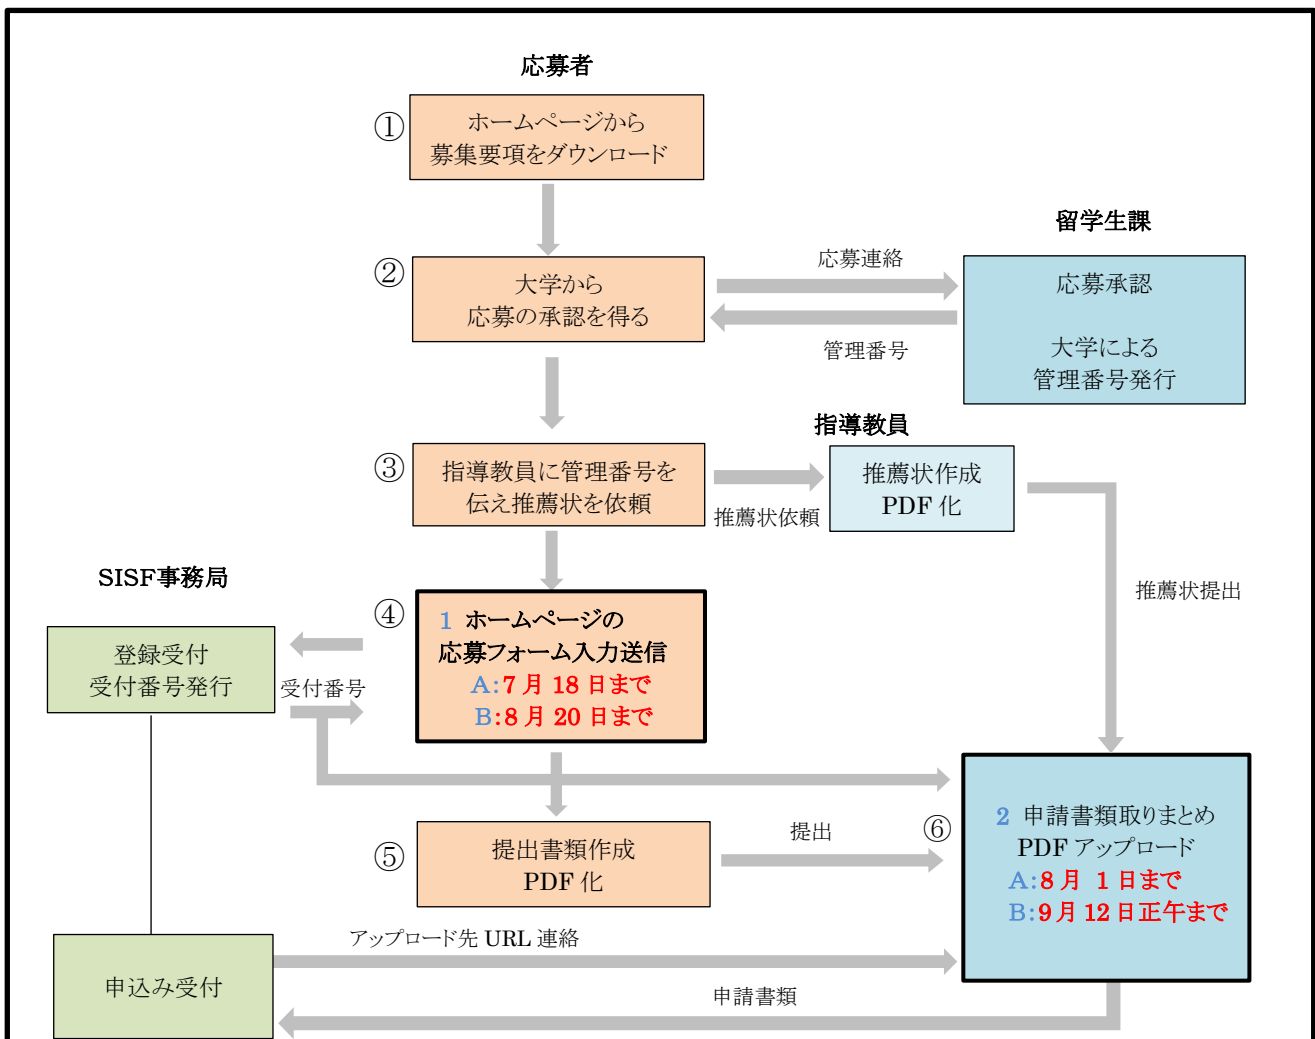 応募者
①
ホームページから
募集要項をダウンロード
留学生課
②
大学から
応募の承認を得る
応募連絡
管理番号
応募承認
大学による
管理番号発行
指導教員
③
指導教員に管理番号を
伝え推薦状を依頼
推薦状依頼
推薦状作成
PDF 化
推薦状提出
SISF事務局
④
1 ホームページの
応募フォーム入力送信
A:7 月 18 日まで
B:8 月 20 日まで
登録受付
受付番号発行
受付番号
⑤
提出書類作成
PDF 化
提出
⑥
2 申請書類取りまとめ
PDF アップロード
A:8 月 1 日まで
B:9 月 12 日正午まで
アップロード先 URL 連絡
申込み受付
申請書類